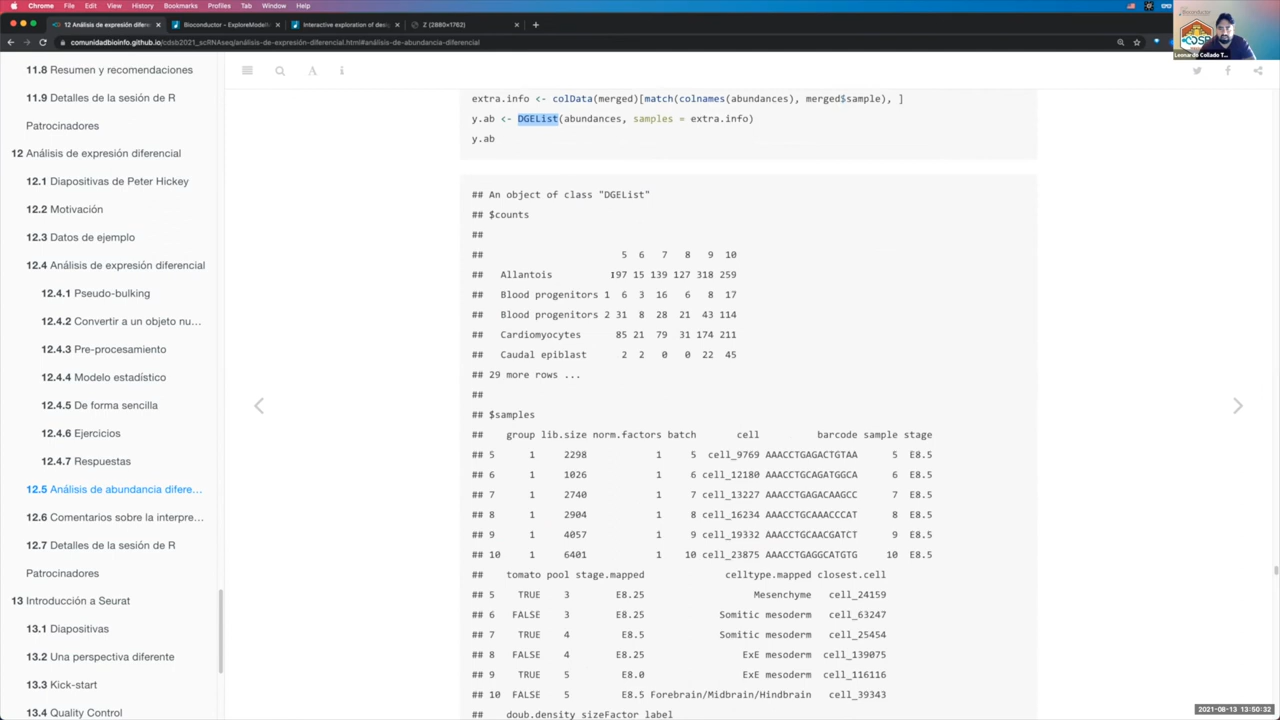 Chrome File Edit View History Bookmarks Profiles Tab Window Help
12 Análisis de expresión difere
Bioconductor - ExploreModelM
Interactive exploration of desig
Z (2880×1762)
comunidadbioinfo.github.io/cdsb2021_scRNAseq/análisis-de-expresión-diferencial.html#análisis-de-abundancia-diferencial
Leonardo Collado T...
11.8 Resumen y recomendaciones
11.9 Detalles de la sesión de R
Patrocinadores
12 Análisis de expresión diferencial
12.1 Diapositivas de Peter Hickey
12.2 Motivación
12.3 Datos de ejemplo
12.4 Análisis de expresión diferencial
12.4.1 Pseudo-bulking
12.4.2 Convertir a un objeto nu...
12.4.3 Pre-procesamiento
12.4.4 Modelo estadístico
12.4.5 De forma sencilla
12.4.6 Ejercicios
12.4.7 Respuestas
12.5 Análisis de abundancia difere...
12.6 Comentarios sobre la interpre...
12.7 Detalles de la sesión de R
Patrocinadores
13 Introducción a Seurat
13.1 Diapositivas
13.2 Una perspectiva diferente
13.3 Kick-start
13.4 Quality Control
extra.info <- colData(merged)[match(colnames(abundances), merged$sample), ]
y.ab <- DGEList(abundances, samples = extra.info)
y.ab
## An object of class "DGEList"
## $counts
##
## 5 6 7 8 9 10
## Allantois 97 15 139 127 318 259
## Blood progenitors 1 6 3 16 6 8 17
## Blood progenitors 2 31 8 28 21 43 114
## Cardiomyocytes 85 21 79 31 174 211
## Caudal epiblast 2 2 0 0 22 45
## 29 more rows ...
##
## $samples
## group lib.size norm.factors batch cell barcode sample stage
## 5 1 2298 1 5 cell_9769 AAACCTGAGACTGTAA 5 E8.5
## 6 1 1026 1 6 cell_12180 AAACCTGCAGATGGCA 6 E8.5
## 7 1 2740 1 7 cell_13227 AAACCTGAGACAAGCC 7 E8.5
## 8 1 2904 1 8 cell_16234 AAACCTGCAAACCCAT 8 E8.5
## 9 1 4057 1 9 cell_19332 AAACCTGCAACGATCT 9 E8.5
## 10 1 6401 1 10 cell_23875 AAACCTGAGGCATGTG 10 E8.5
## tomato pool stage.mapped celltype.mapped closest.cell
## 5 TRUE 3 E8.25 Mesenchyme cell_24159
## 6 FALSE 3 E8.25 Somitic mesoderm cell_63247
## 7 TRUE 4 E8.5 Somitic mesoderm cell_25454
## 8 FALSE 4 E8.25 ExE mesoderm cell_139075
## 9 TRUE 5 E8.0 ExE mesoderm cell_116116
## 10 FALSE 5 E8.5 Forebrain/Midbrain/Hindbrain cell_39343
## doub.density sizeFactor label
2021-08-13 13:50:32